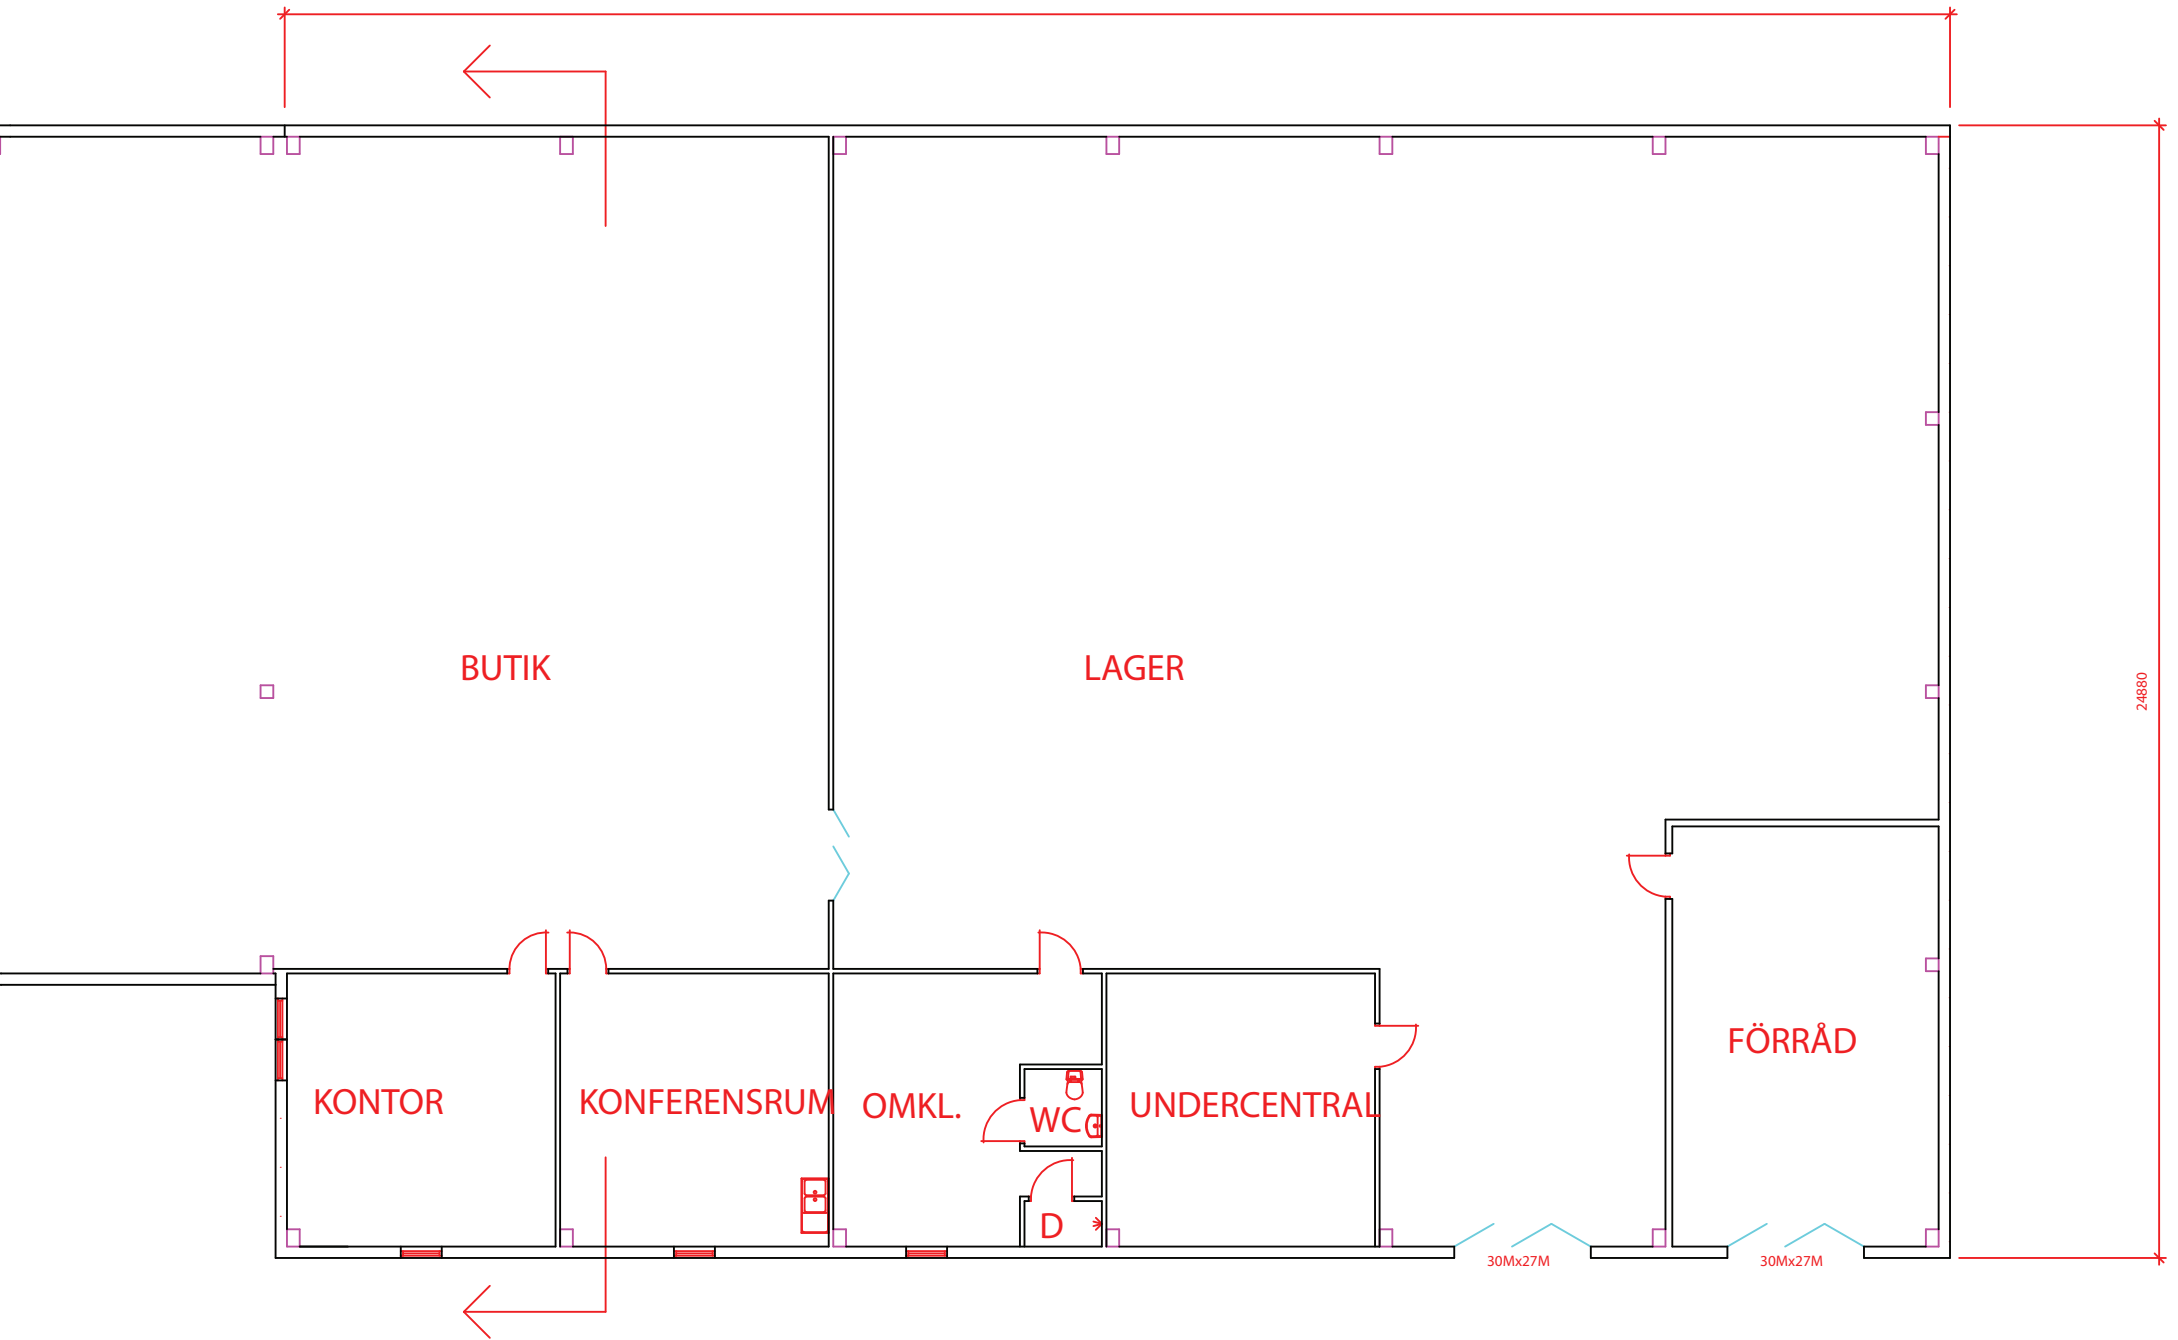 BUTIK
LAGER
24880
FÖRRÅD
KONTOR
KONFERENSRUM
OMKL.
WC
UNDERCENTRAL
D
30Mx27M
30Mx27M